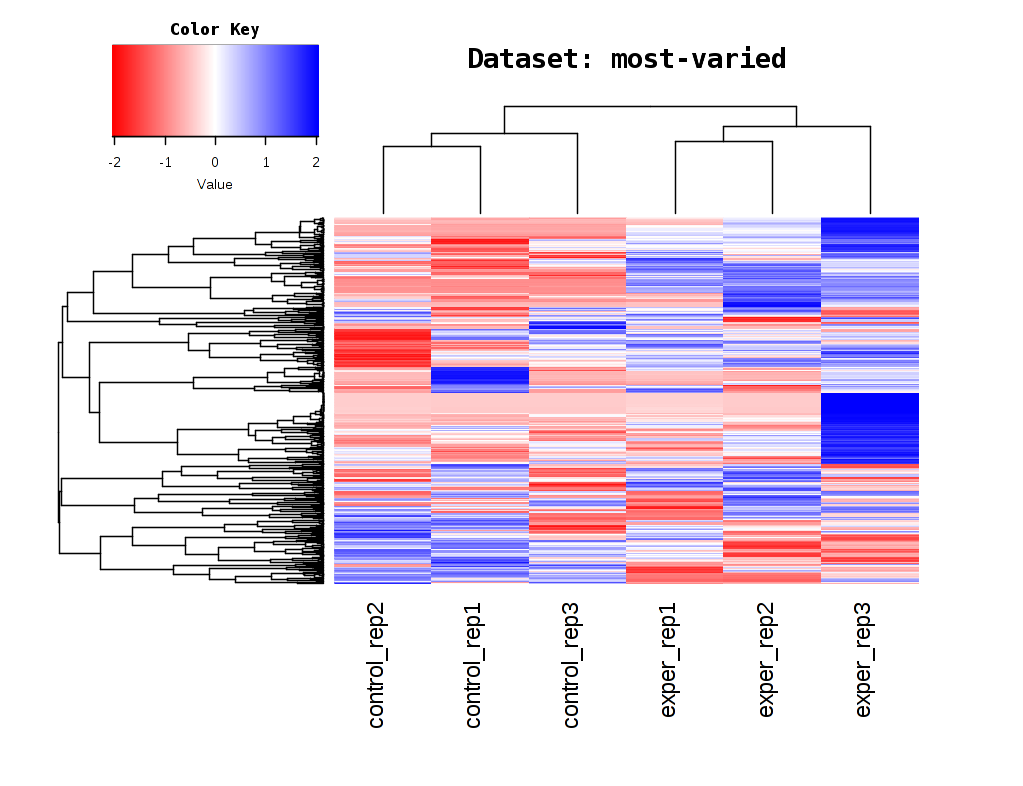 Color Key
-2 -1 0 1 2
Value
Dataset: most-varied
control_rep2
control_rep1
control_rep3
exper_rep1
exper_rep2
exper_rep3